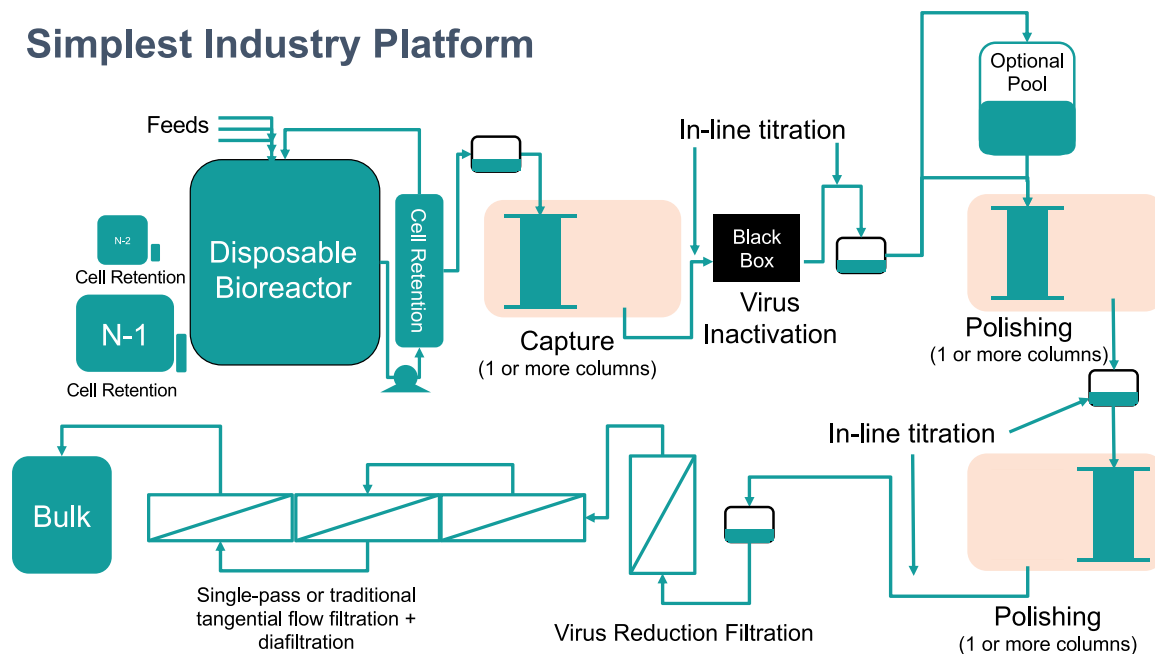 Simplest Industry Platform
Feeds
N-2
Cell Retention
N-1
Cell Retention
Disposable
Bioreactor
Cell Retention
Capture
(1 or more columns)
In-line titration
Black
Box
Virus
Inactivation
Optional
Pool
Polishing
(1 or more columns)
In-line titration
Polishing
(1 or more columns)
Virus Reduction Filtration
Single-pass or traditional
tangential flow filtration +
diafiltration
Bulk